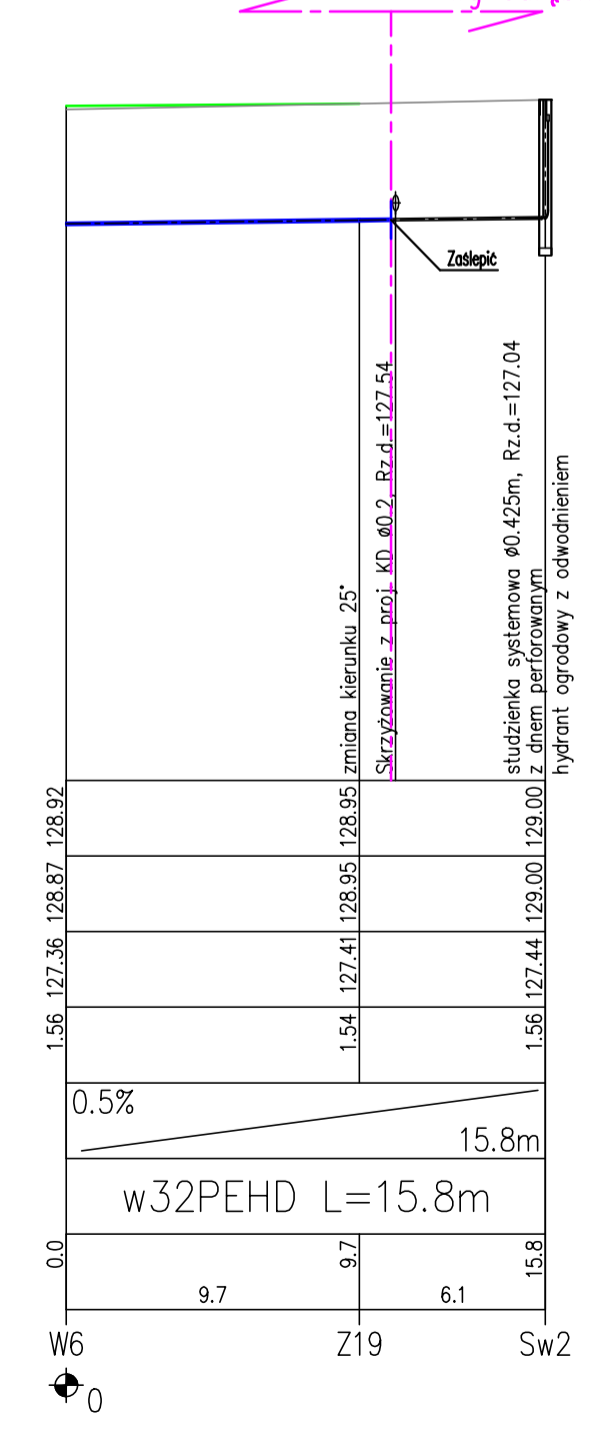 Zaślepić
zmiana kierunku 25°
Skrzyżowanie z proj. KD ø0.2, Rz.d.=127.54
studzienka systemowa ø0.425m, Rz.d.=127.04
z dnem perforowanym
hydrant ogrodowy z odwodnieniem
128.92 128.95 129.00
128.87 128.95 129.00
127.36 127.41 127.44
1.56 1.54 1.56
0.5%
15.8m
w32PEHD L=15.8m
0.0 9.7 15.8
9.7 6.1
W6 Z19 Sw2
0